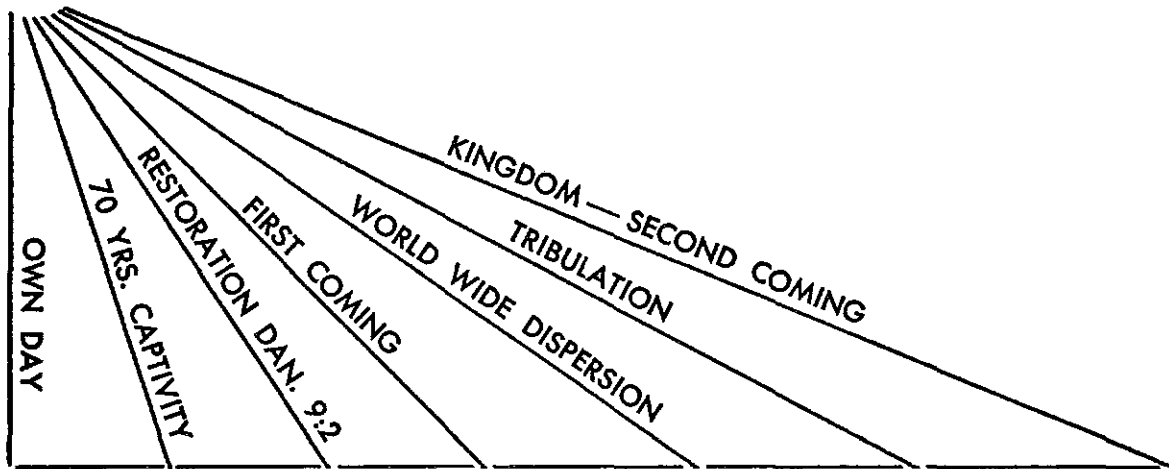 OWN DAY
70 YRS. CAPTIVITY
RESTORATION DAN. 9:2
FIRST COMING
WORLD WIDE DISPERSION
TRIBULATION
KINGDOM — SECOND COMING